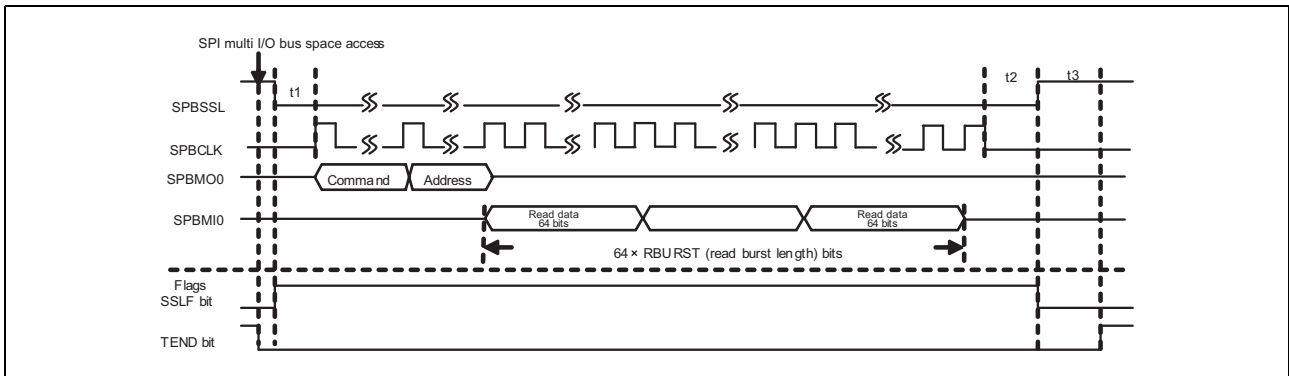 SPI multi I/O bus space access
t1
t2
t3
SPBSSL
SPBCLK
SPBMO0
Command
Address
SPBMI0
Read data
64 bits
Read data
64 bits
64 × RBURST (read burst length) bits
Flags
SSLF bit
TEND bit